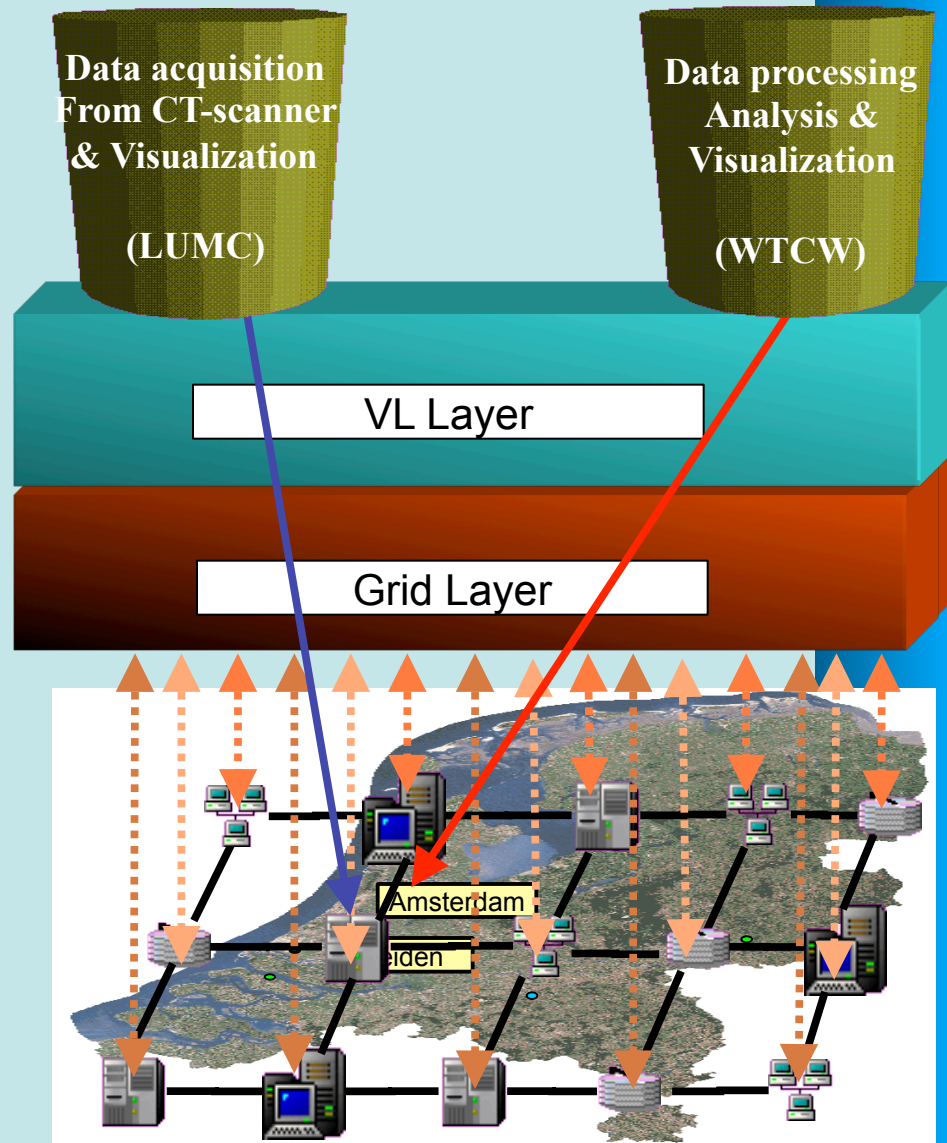 Data acquisition
From CT-scanner
& Visualization
(LUMC)
Data processing
Analysis &
Visualization
(WTCW)
VL Layer
Grid Layer
Amsterdam
eiden